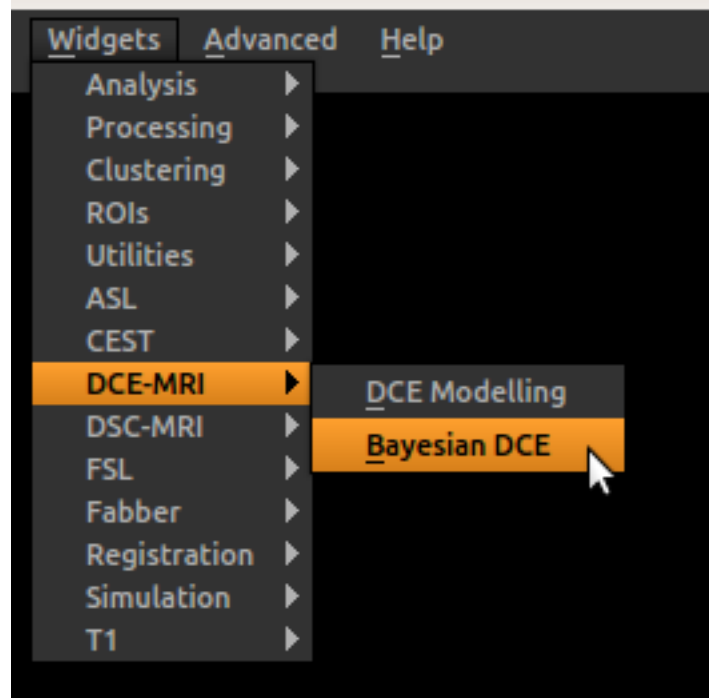 Widgets Advanced Help
Analysis
Processing
Clustering
ROIs
Utilities
ASL
CEST
DCE-MRI
DCE Modelling
DSC-MRI
Bayesian DCE
FSL
Fabber
Registration
Simulation
T1